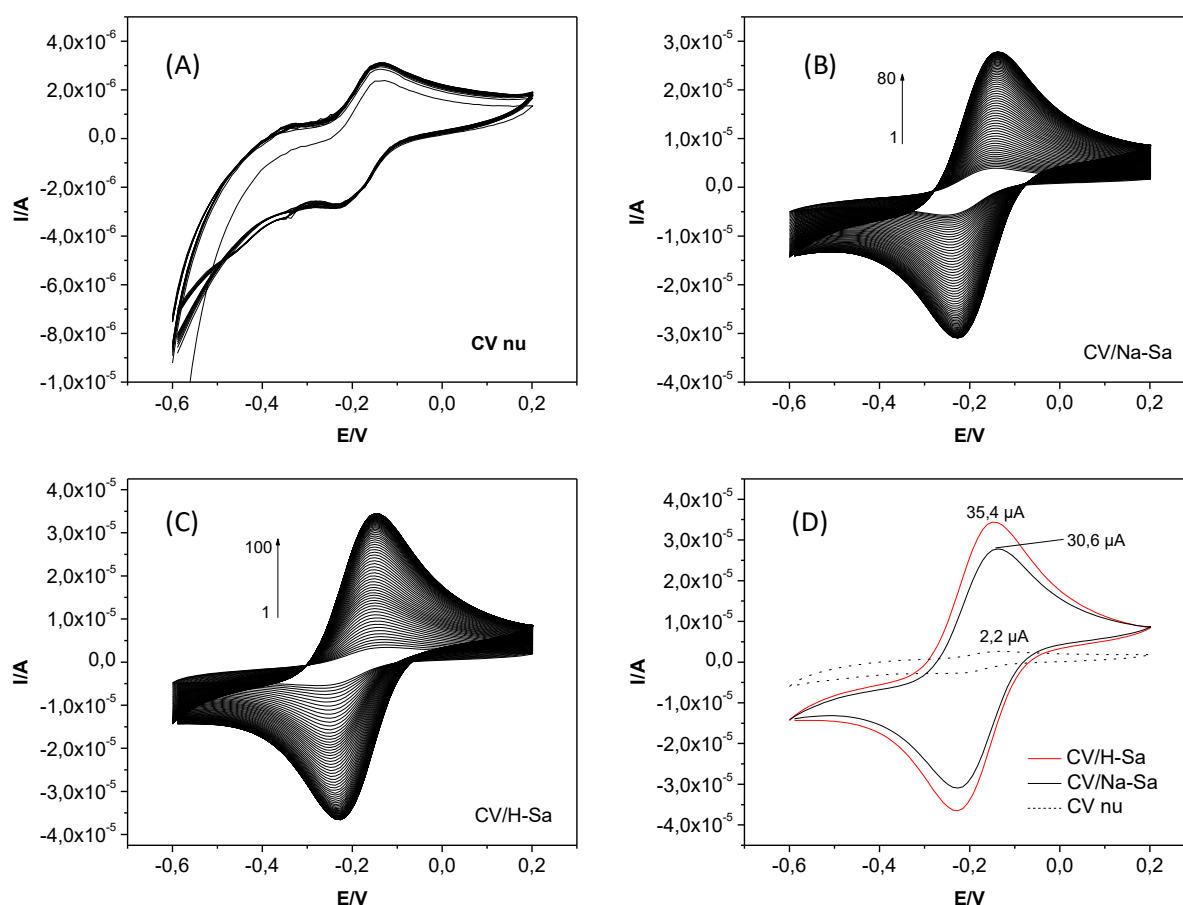 (A)
4,0x10-6
2,0x10-6
0,0
-2,0x10-6
-4,0x10-6
-6,0x10-6
-8,0x10-6
-1,0x10-5
I/A
CV nu
-0,6 -0,4 -0,2 0,0 0,2
E/V
(B)
3,0x10-5
2,0x10-5
1,0x10-5
0,0
-1,0x10-5
-2,0x10-5
-3,0x10-5
-4,0x10-5
I/A
80
1
CV/Na-Sa
-0,6 -0,4 -0,2 0,0 0,2
E/V
(C)
4,0x10-5
3,0x10-5
2,0x10-5
1,0x10-5
0,0
-1,0x10-5
-2,0x10-5
-3,0x10-5
-4,0x10-5
I/A
100
1
CV/H-Sa
-0,6 -0,4 -0,2 0,0 0,2
E/V
(D)
4,0x10-5
3,0x10-5
2,0x10-5
1,0x10-5
0,0
-1,0x10-5
-2,0x10-5
-3,0x10-5
-4,0x10-5
I/A
35,4 µA
30,6 µA
2,2 µA
CV/H-Sa
CV/Na-Sa
CV nu
-0,6 -0,4 -0,2 0,0 0,2
E/V